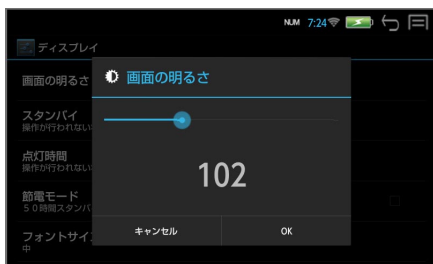 NUM 7:24
ディスプレイ
画面の明るさ
画面の明るさ
スタンバイ
操作が行われない
102
点灯時間
操作が行われない
節電モード
50時間スタンバ
キャンセル
OK
フォントサイ
中